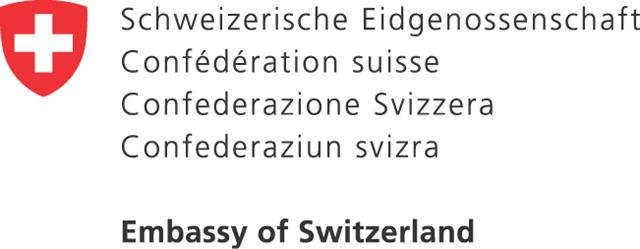 Schweizerische Eidgenossenschaft
Confédération suisse
Confederazione Svizzera
Confederaziun svizra
Embassy of Switzerland